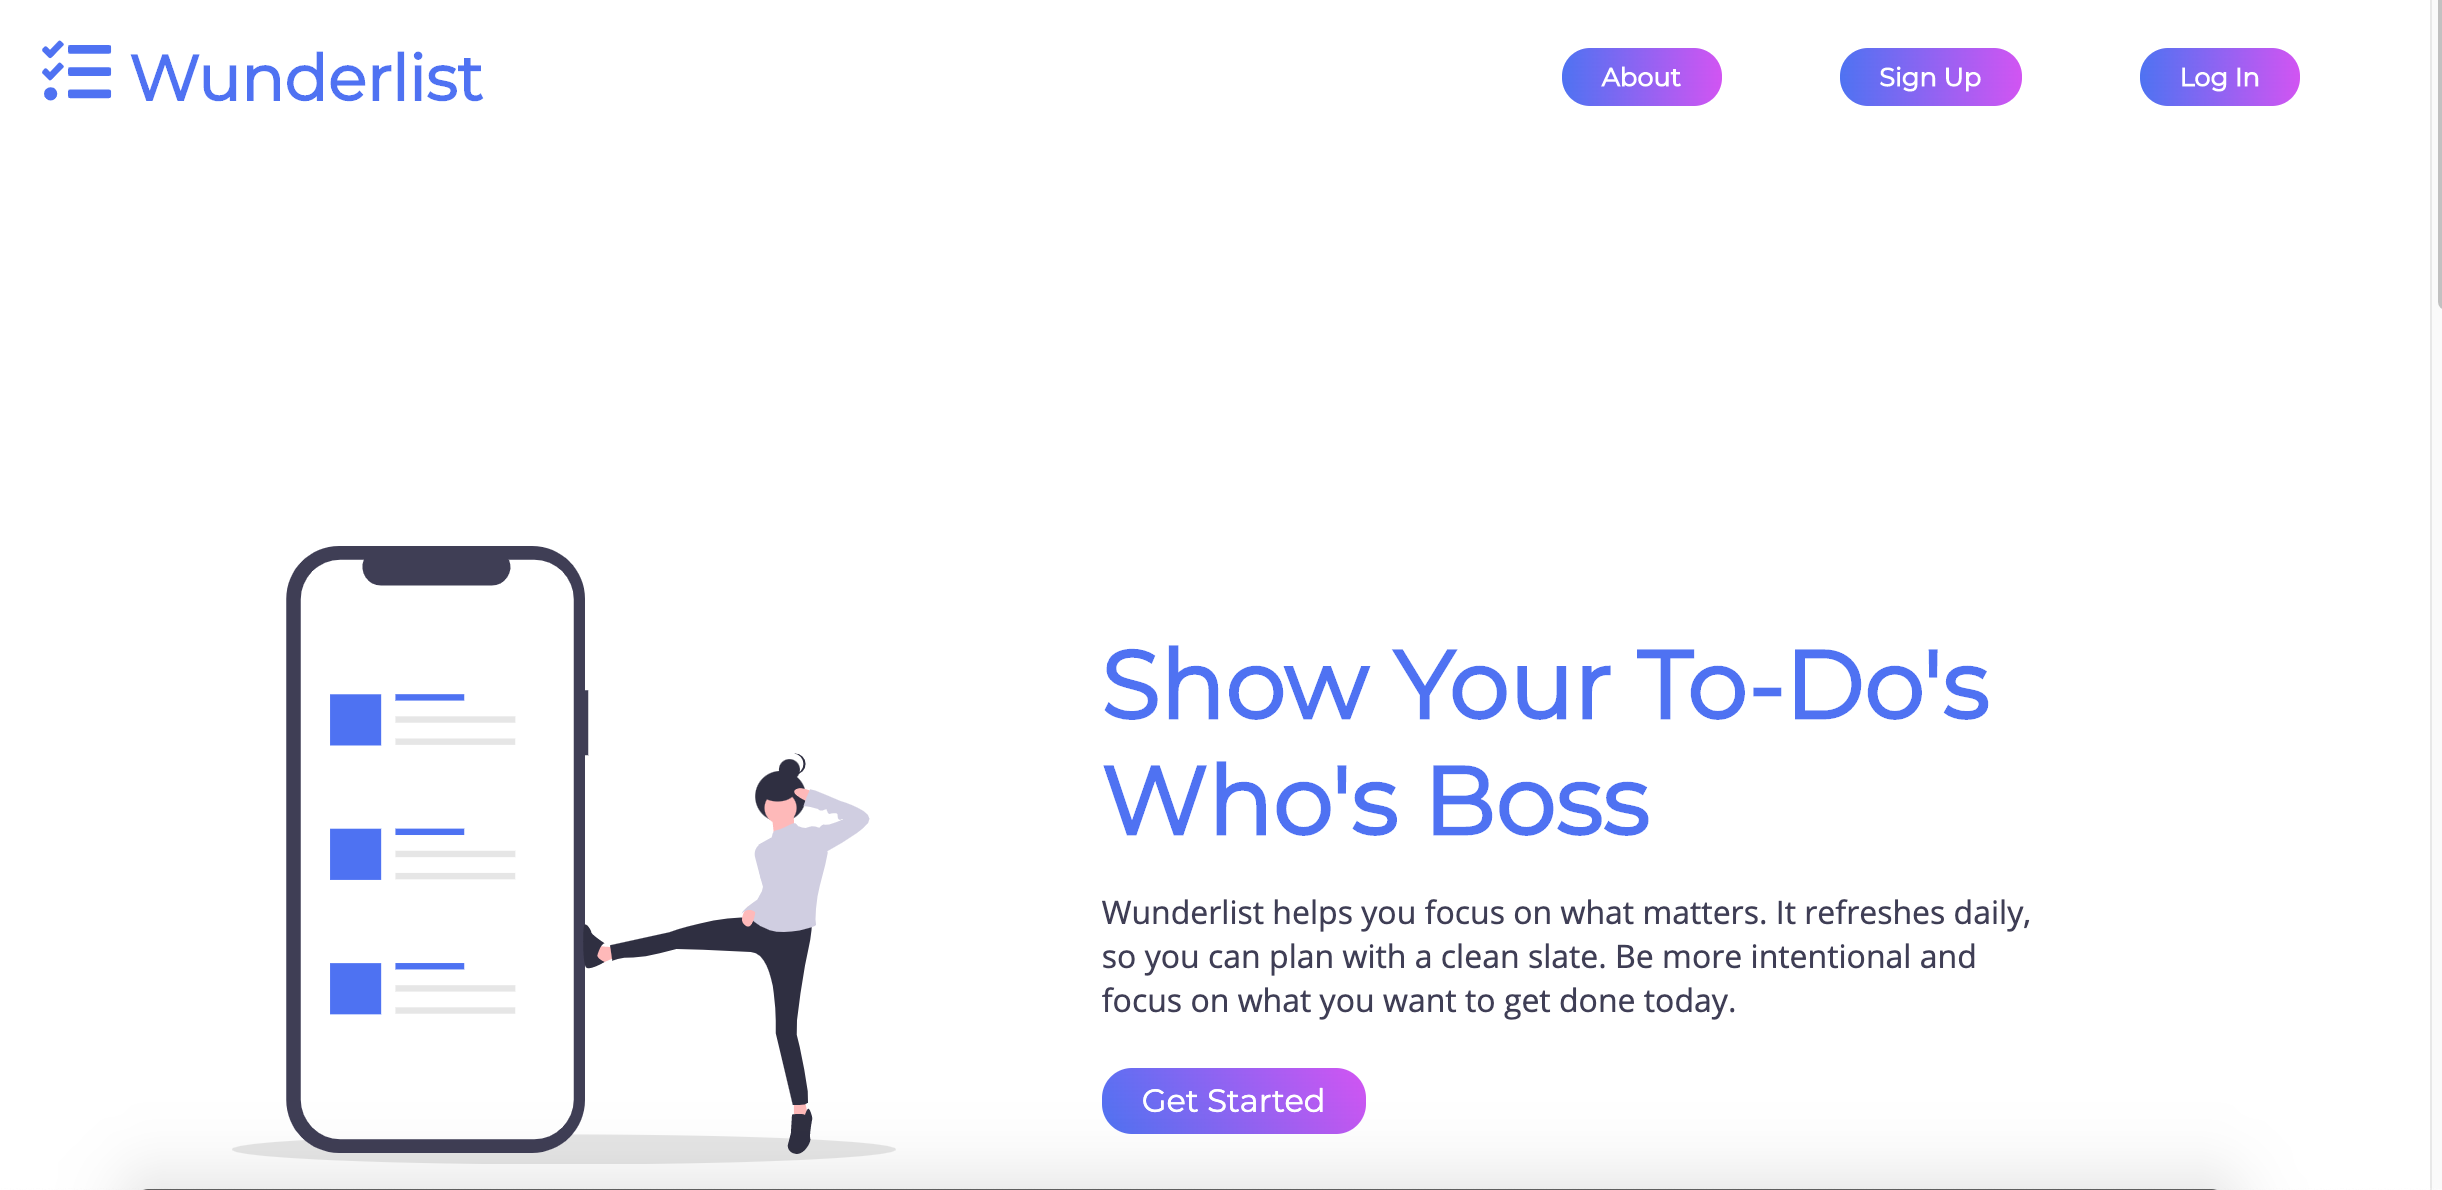 Wunderlist
About
Sign Up
Log In
Show Your To-Do's
Who's Boss
Wunderlist helps you focus on what matters. It refreshes daily,
so you can plan with a clean slate. Be more intentional and
focus on what you want to get done today.
Get Started